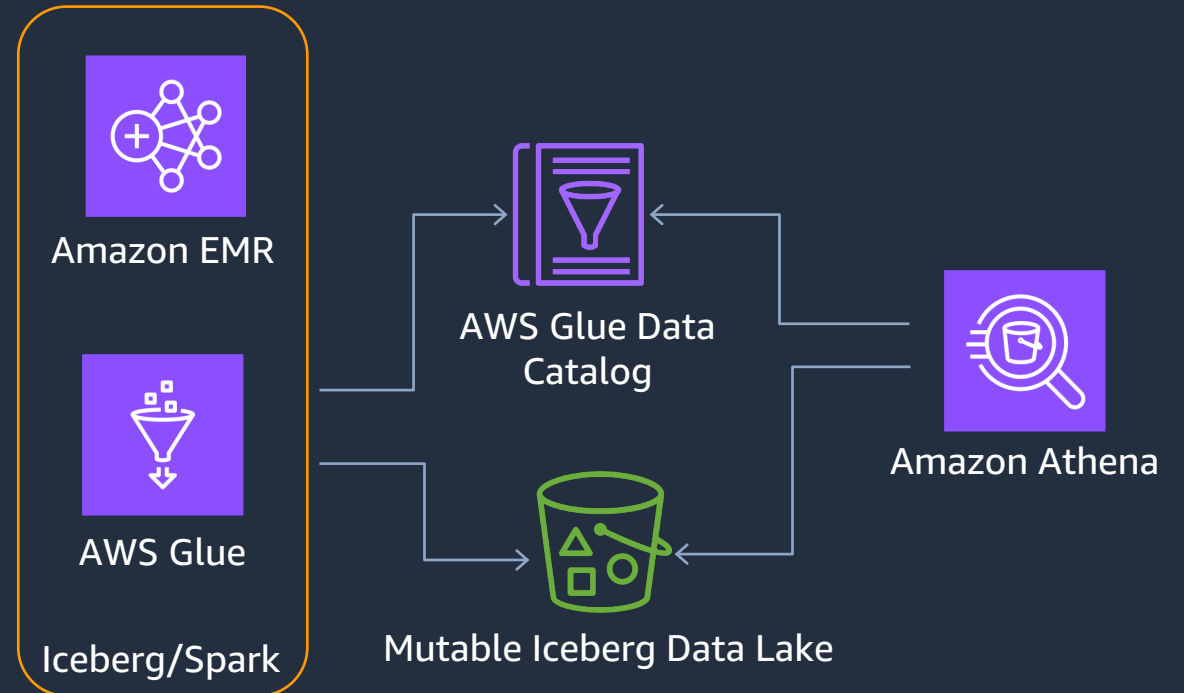 Amazon EMR
AWS Glue
Iceberg/Spark
AWS Glue Data
Catalog
Mutable Iceberg Data Lake
Amazon Athena